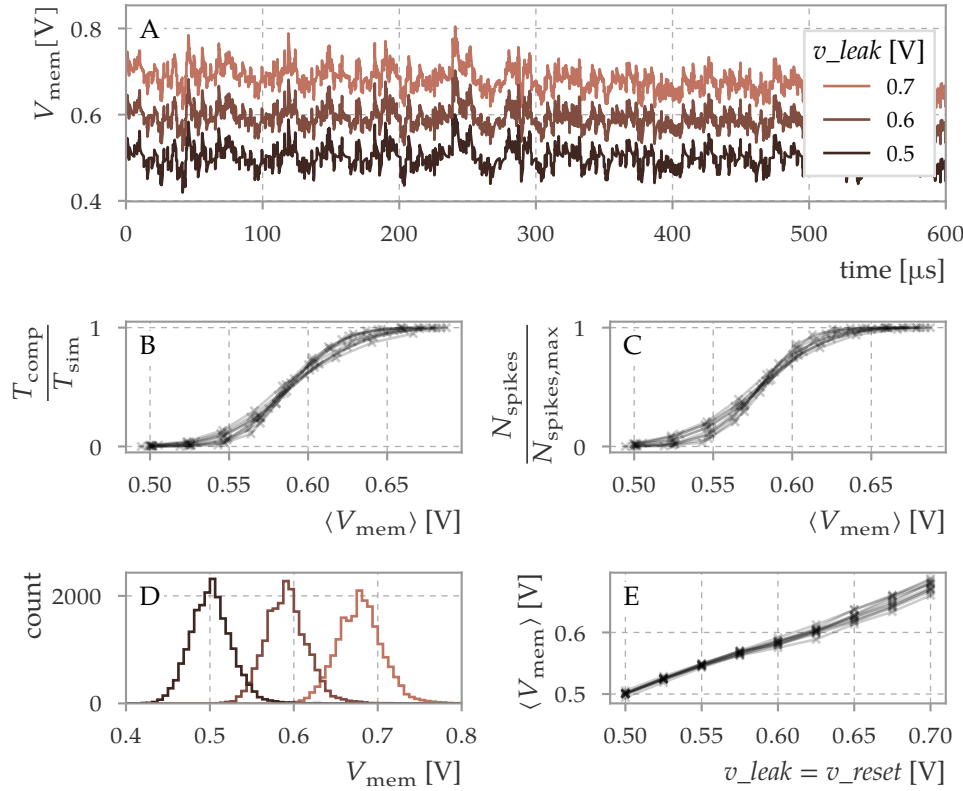 A
V_mem [V]
0.8
0.6
0.4
v_leak [V]
0.7
0.6
0.5
0 100 200 300 400 500 600
time [µs]
B
T_comp
T_sim
1
0
0.50 0.55 0.60 0.65
⟨V_mem⟩ [V]
C
N_spikes
N_spikes,max
1
0
0.50 0.55 0.60 0.65
⟨V_mem⟩ [V]
D
count
2000
0
0.4 0.5 0.6 0.7 0.8
V_mem [V]
E
⟨V_mem⟩ [V]
0.6
0.5
0.50 0.55 0.60 0.65 0.70
v_leak = v_reset [V]